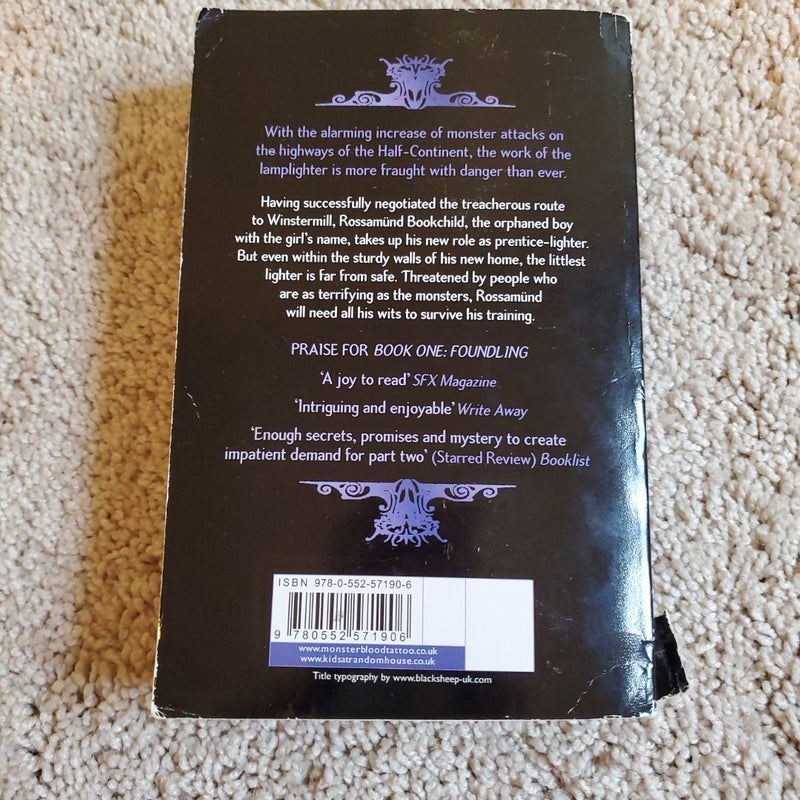 With the alarming increase of monster attacks on
the highways of the Half-Continent, the work of the
lamplighter is more fraught with danger than ever.
Having successfully negotiated the treacherous route
to Winstermill, Rossamünd Bookchild, the orphaned boy
with the girl's name, takes up his new role as prentice-lighter.
But even within the sturdy walls of his new home, the littlest
lighter is far from safe. Threatened by people who
are as terrifying as the monsters, Rossamünd
will need all his wits to survive his training.
PRAISE FOR BOOK ONE: FOUNDLING
'A joy to read' SFX Magazine
'Intriguing and enjoyable' Write Away
'Enough secrets, promises and mystery to create
impatient demand for part two' (Starred Review) Booklist
ISBN 978-0-552-57190-6
9 780552 571906
www.monsterbloodtattoo.co.uk
www.kidsatrandomhouse.co.uk
Title typography by www.blacksheep-uk.com